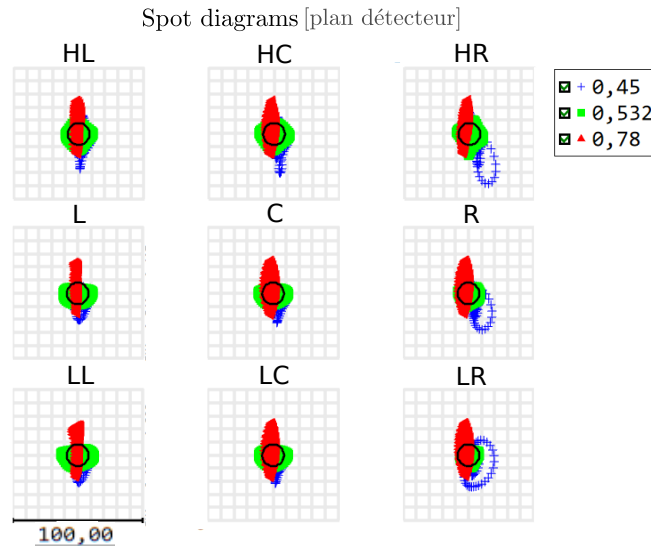 Spot diagrams [plan détecteur]
HL HC HR
0,45
0,532
0,78
L C R
LL LC LR
100,00